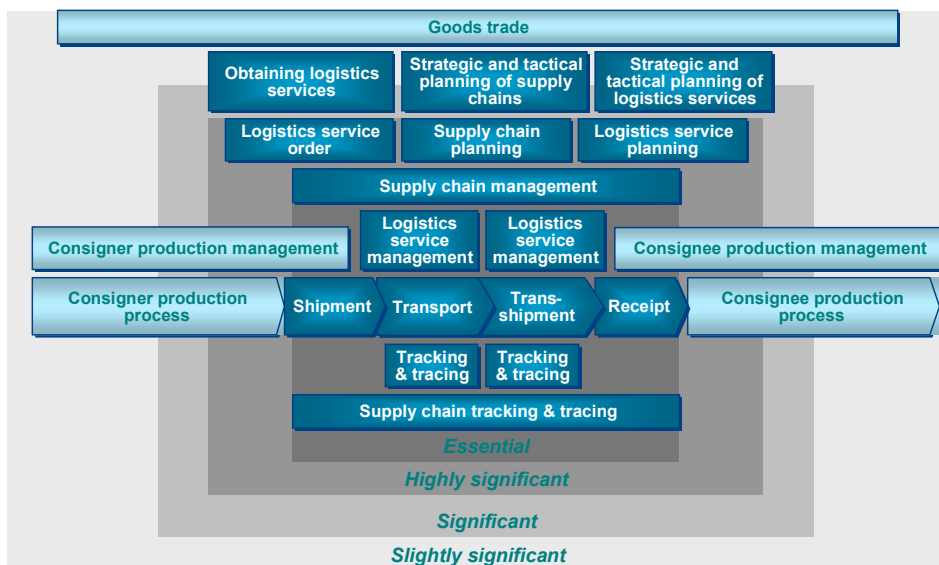 Goods trade
Obtaining logistics
services
Strategic and tactical
planning of supply
chains
Strategic and
tactical planning of
logistics services
Logistics service
order
Supply chain
planning
Logistics service
planning
Supply chain management
Consigner production management
Logistics
service
management
Logistics
service
management
Consignee production management
Consigner production
process
Shipment
Transport
Trans-
shipment
Receipt
Consignee production
process
Tracking
& tracing
Tracking
& tracing
Supply chain tracking & tracing
Essential
Highly significant
Significant
Slightly significant